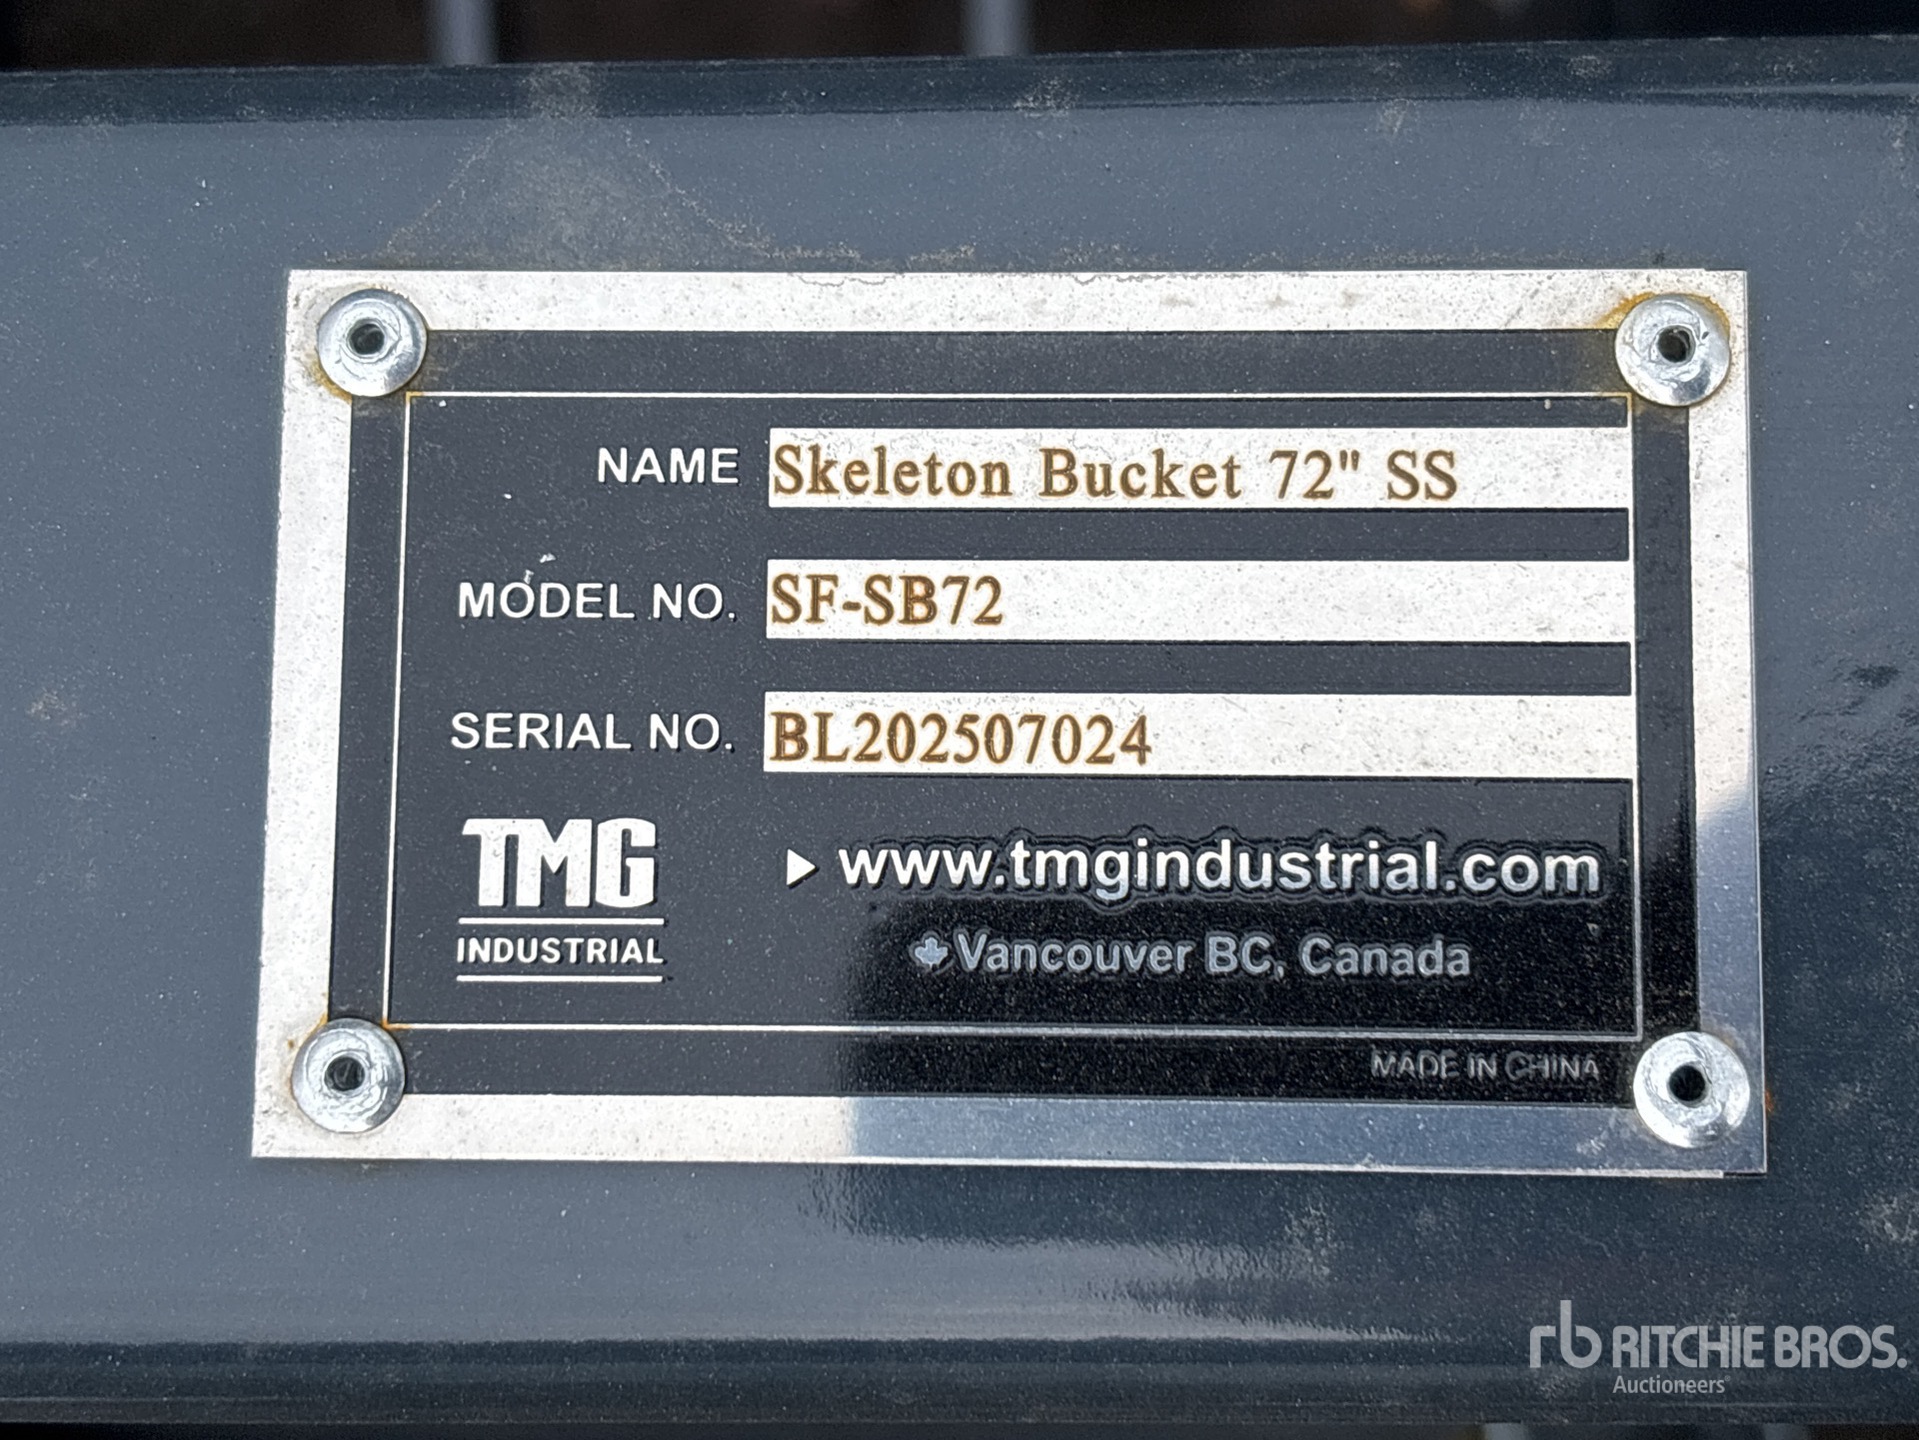 NAME Skeleton Bucket 72" SS
MODEL NO. SF-SB72
SERIAL NO. BL202507024
TMG
INDUSTRIAL
www.tmgindustrial.com
Vancouver BC, Canada
MADE IN CHINA
rb RITCHIE BROS.
Auctioneers